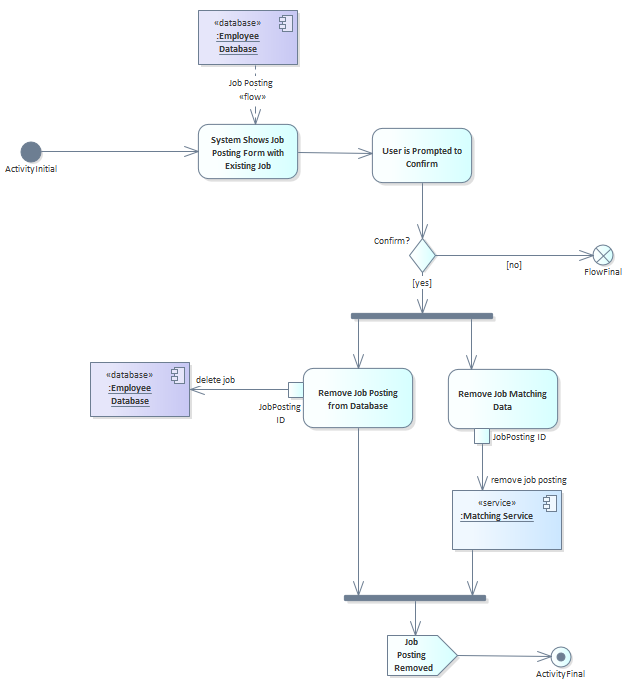 «database»
:Employee
Database
Job Posting
«flow»
System Shows Job
Posting Form with
Existing Job
User is Prompted to
Confirm
ActivityInitial
Confirm?
[no]
FlowFinal
[yes]
«database»
:Employee
Database
delete job
JobPosting
ID
Remove Job Posting
from Database
Remove Job Matching
Data
JobPosting ID
remove job posting
«service»
:Matching Service
Job
Posting
Removed
ActivityFinal